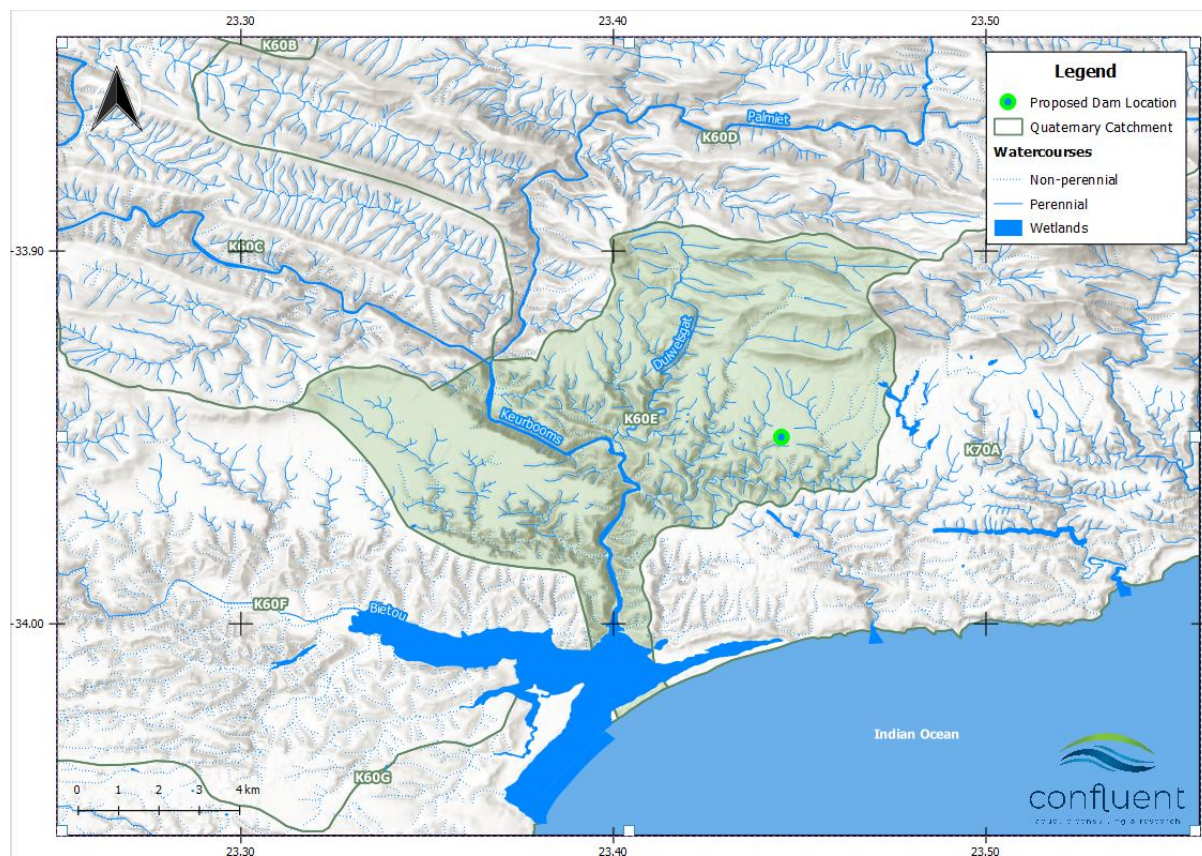 23.30
23.40
23.50
K60B
Legend
Proposed Dam Location
Quaternary Catchment
Watercourses
Non-perennial
Perennial
Wetlands
Palmiet
K60D
-33.90
K60C
Duiwelsgat
Keurbooms
K60E
K70A
-34.00
K60F
Bietou
Indian Ocean
K60G
0 1 2 3 4 km
confluent
23.30
23.40
23.50